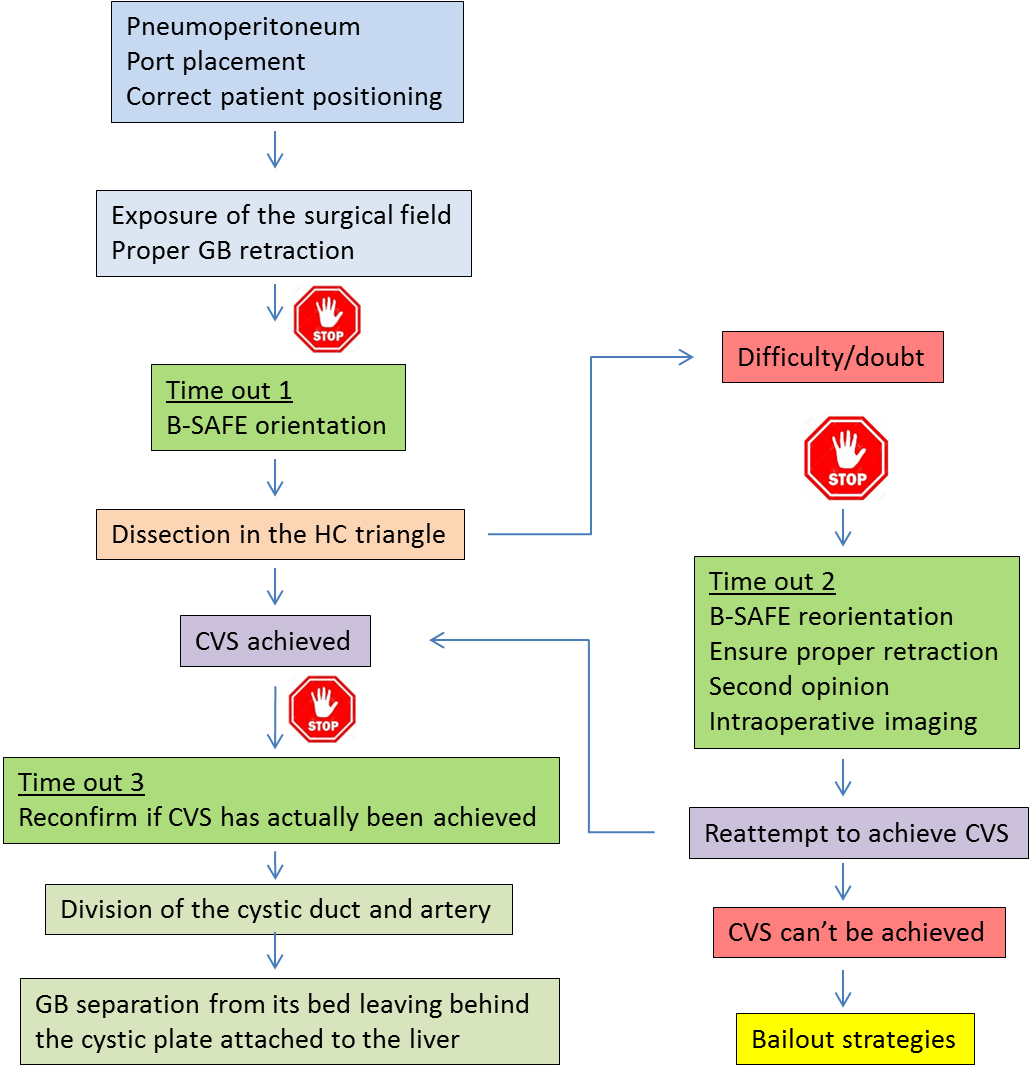 Pneumoperitoneum
Port placement
Correct patient positioning
Exposure of the surgical field
Proper GB retraction
STOP
Time out 1
B-SAFE orientation
Dissection in the HC triangle
CVS achieved
STOP
Time out 3
Reconfirm if CVS has actually been achieved
Division of the cystic duct and artery
GB separation from its bed leaving behind
the cystic plate attached to the liver
Difficulty/doubt
STOP
Time out 2
B-SAFE reorientation
Ensure proper retraction
Second opinion
Intraoperative imaging
Reattempt to achieve CVS
CVS can’t be achieved
Bailout strategies